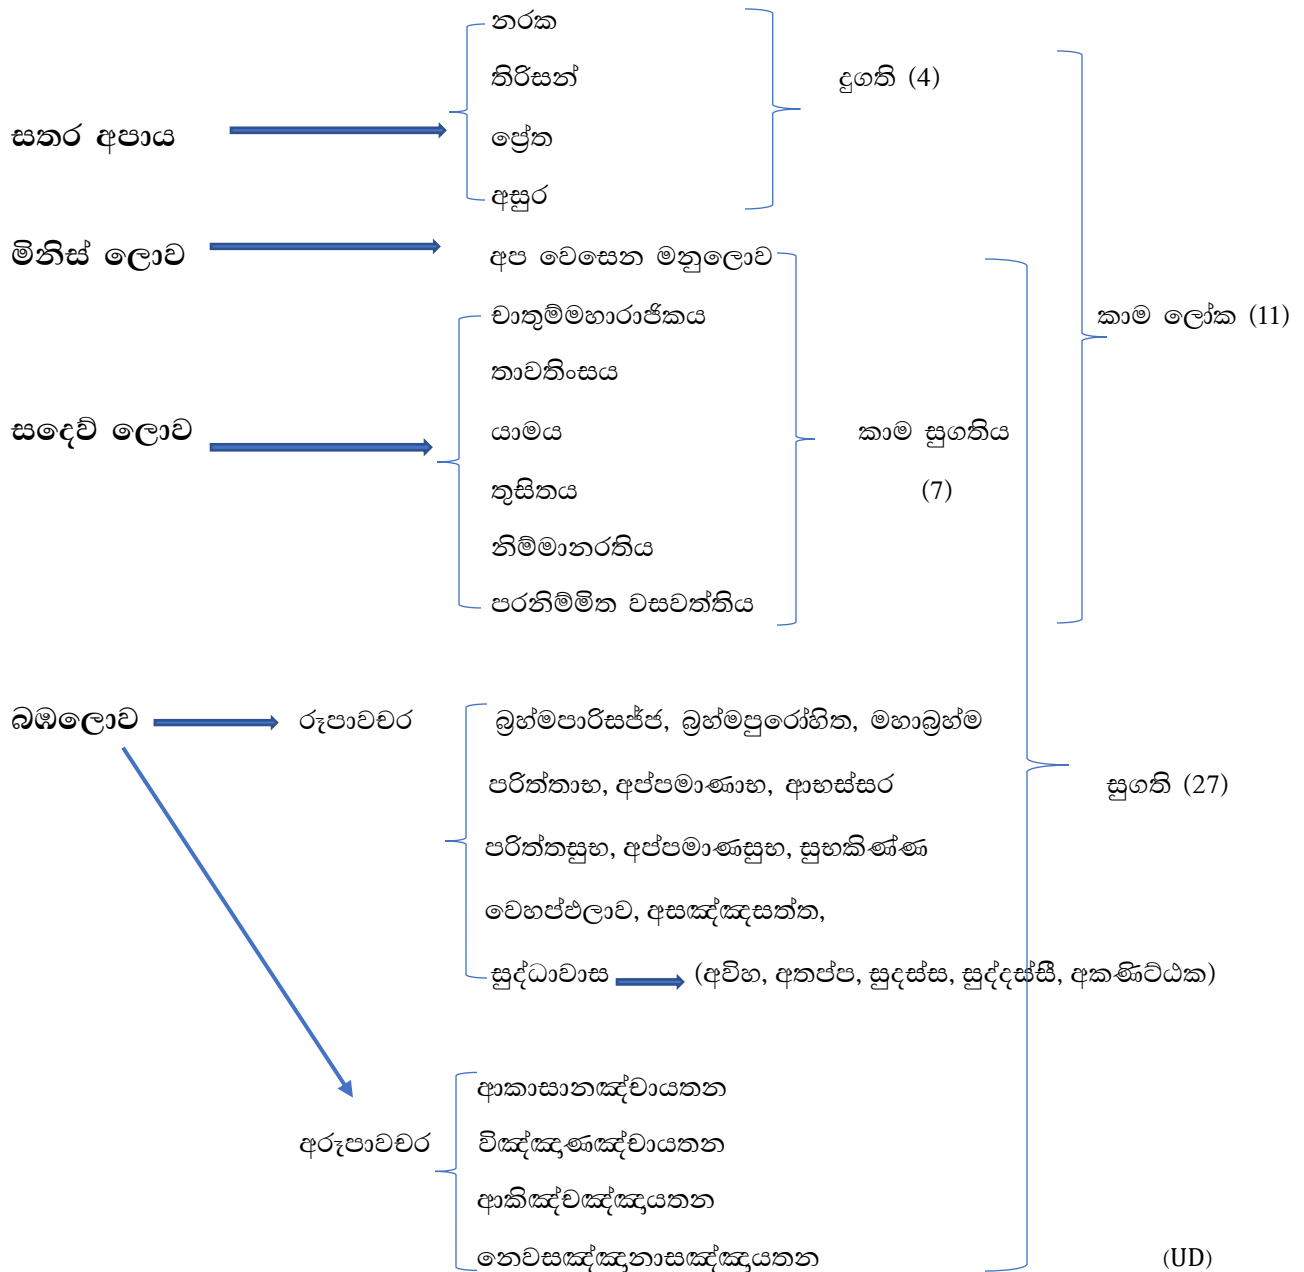 නරක
තිරිසන් දුගති (4)
සතර අපාය ප්‍රේත
අසුර
මිනිස් ලොව අප වෙසෙන මනුලොව
චාතුම්මහාරාජිකය කාම ලෝක (11)
තාවතිංසය
සදෙව් ලොව යාමය කාම සුගතිය
තුසිතය (7)
නිම්මානරතිය
පරනිම්මිත වසවත්තිය
බඹලොව රූපාවචර බ්‍රහ්මපාරිසජ්ජ, බ්‍රහ්මපුරෝහිත, මහාබ්‍රහ්ම
පරිත්තාභ, අප්පමාණාභ, ආභස්සර සුගති (27)
පරිත්තසුභ, අප්පමාණසුභ, සුභකිණ්ණ
වෙහප්ඵලාව, අසඤ්ඤසත්ත,
සුද්ධාවාස (අවිහ, අතප්ප, සුදස්ස, සුද්දස්සී, අකණිට්ඨක)
ආකාසානඤ්චායතන
අරූපාවචර විඤ්ඤාණඤ්චායතන
ආකිඤ්චඤ්ඤායතන
නෙවසඤ්ඤානාසඤ්ඤායතන (UD)